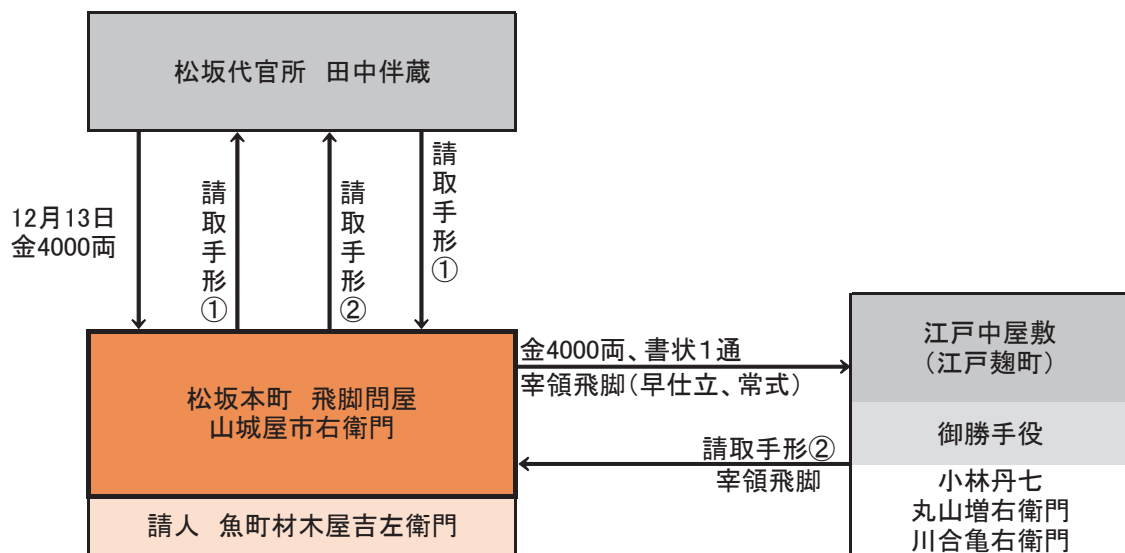 松坂代官所　田中伴蔵
12月13日
金4000両
請取手形①
請取手形②
請取手形①
松坂本町　飛脚問屋
山城屋市右衛門
請人　魚町材木屋吉左衛門
金4000両、書状1通
宰領飛脚（早仕立、常式）
請取手形②
宰領飛脚
江戸中屋敷
（江戸麹町）
御勝手役
小林丹七
丸山増右衛門
川合亀右衛門